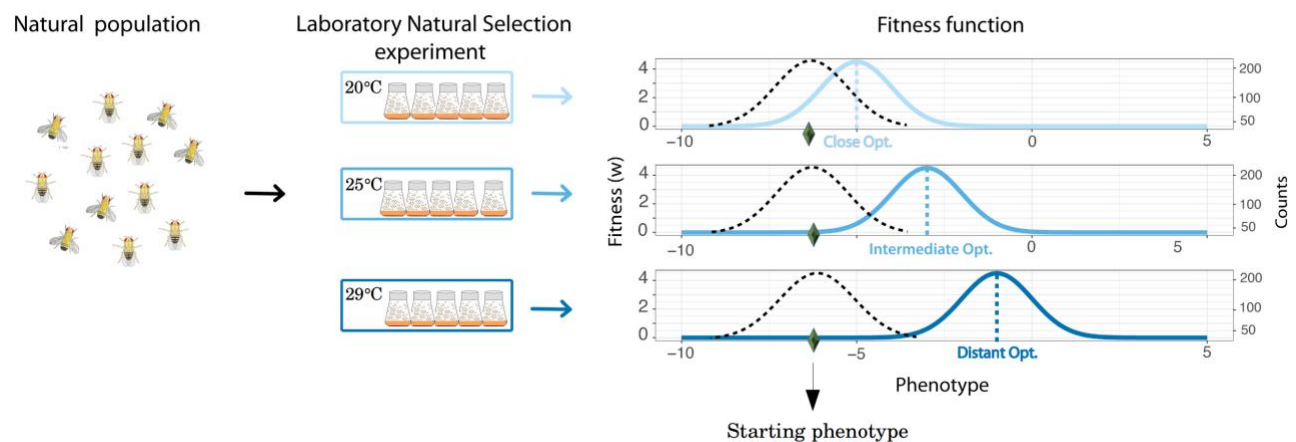 Natural population
Laboratory Natural Selection
experiment
Fitness function
20°C
25°C
29°C
Fitness (w)
4
2
0
-10
0
5
200
100
50
Close Opt.
4
2
0
-10
0
5
200
100
50
Intermediate Opt.
4
2
0
-10
-5
5
200
100
50
Distant Opt.
Counts
Phenotype
Starting phenotype